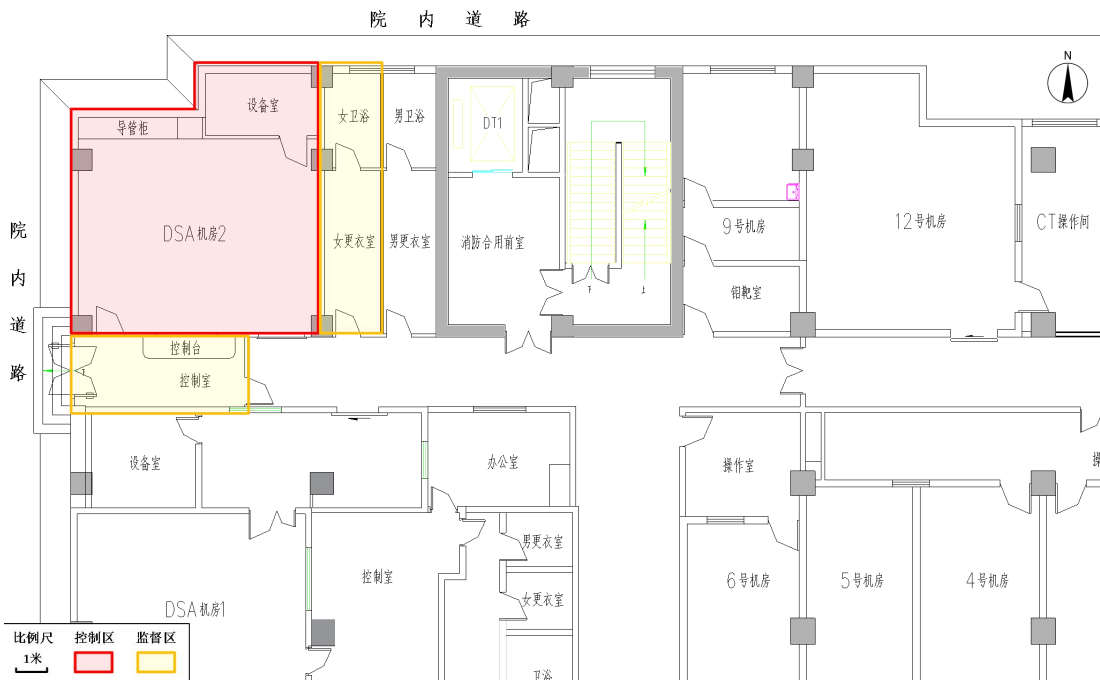 院内道路
N
设备室
导管柜
女卫浴
男卫浴
DT1
DSA机房2
女更衣室
男更衣室
消防合用前室
下
上
9号机房
钼靶室
12号机房
CT操作间
院内道路
控制台
控制室
下
设备室
办公室
操作室
操
DSA机房1
控制室
男更衣室
女更衣室
卫浴
6号机房
5号机房
4号机房
比例尺
控制区
监督区
1米